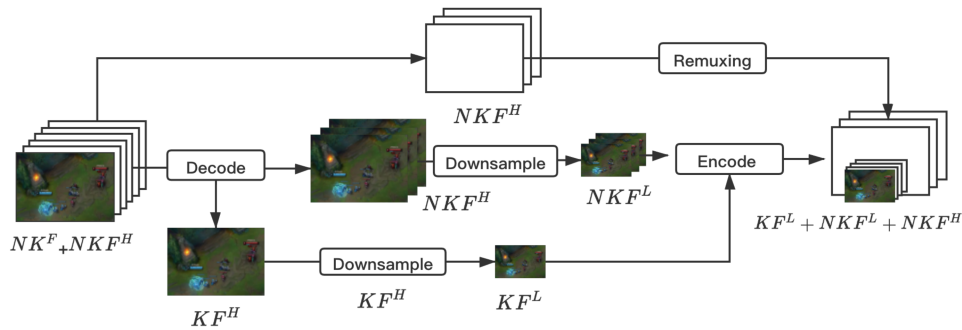 Remuxing
NKF^H
Decode
Downsample
Encode
NKF^H
NKF^L
NK^F+NKF^H
KF^L + NKF^L + NKF^H
Downsample
KF^H
KF^H
KF^L